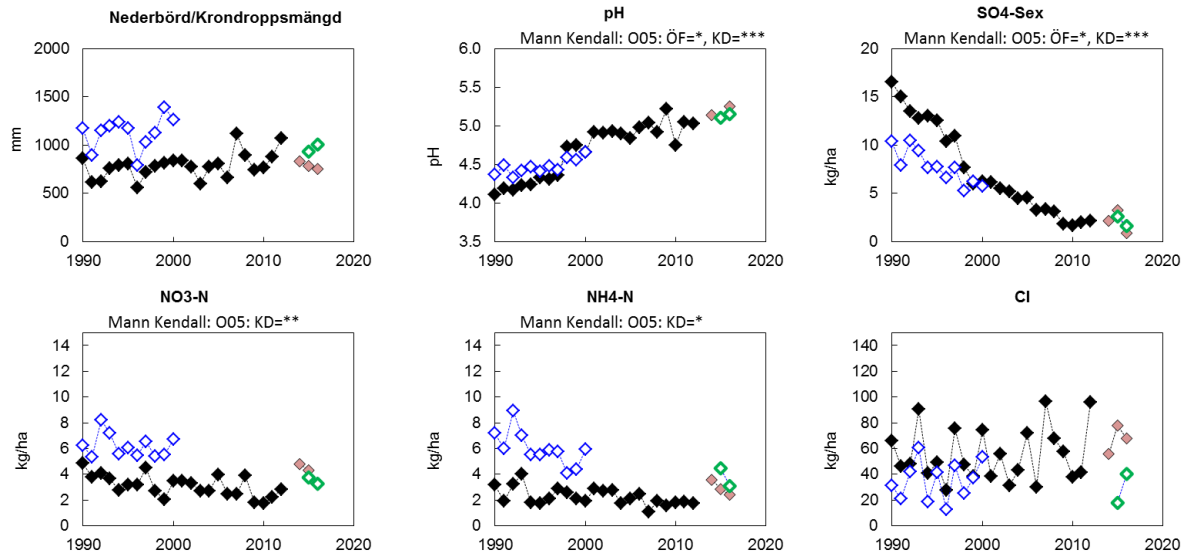 Nederbörd/Krondroppsmängd
2000
1500
1000
500
0
mm
1990 2000 2010 2020
pH
Mann Kendall: O05: ÖF=*, KD=***
6.0
5.5
5.0
4.5
4.0
3.5
pH
1990 2000 2010 2020
SO4-Sex
Mann Kendall: O05: ÖF=*, KD=***
20
15
10
5
0
kg/ha
1990 2000 2010 2020
NO3-N
Mann Kendall: O05: KD=**
14
12
10
8
6
4
2
0
kg/ha
1990 2000 2010 2020
NH4-N
Mann Kendall: O05: KD=*
14
12
10
8
6
4
2
0
kg/ha
1990 2000 2010 2020
Cl
140
120
100
80
60
40
20
0
kg/ha
1990 2000 2010 2020